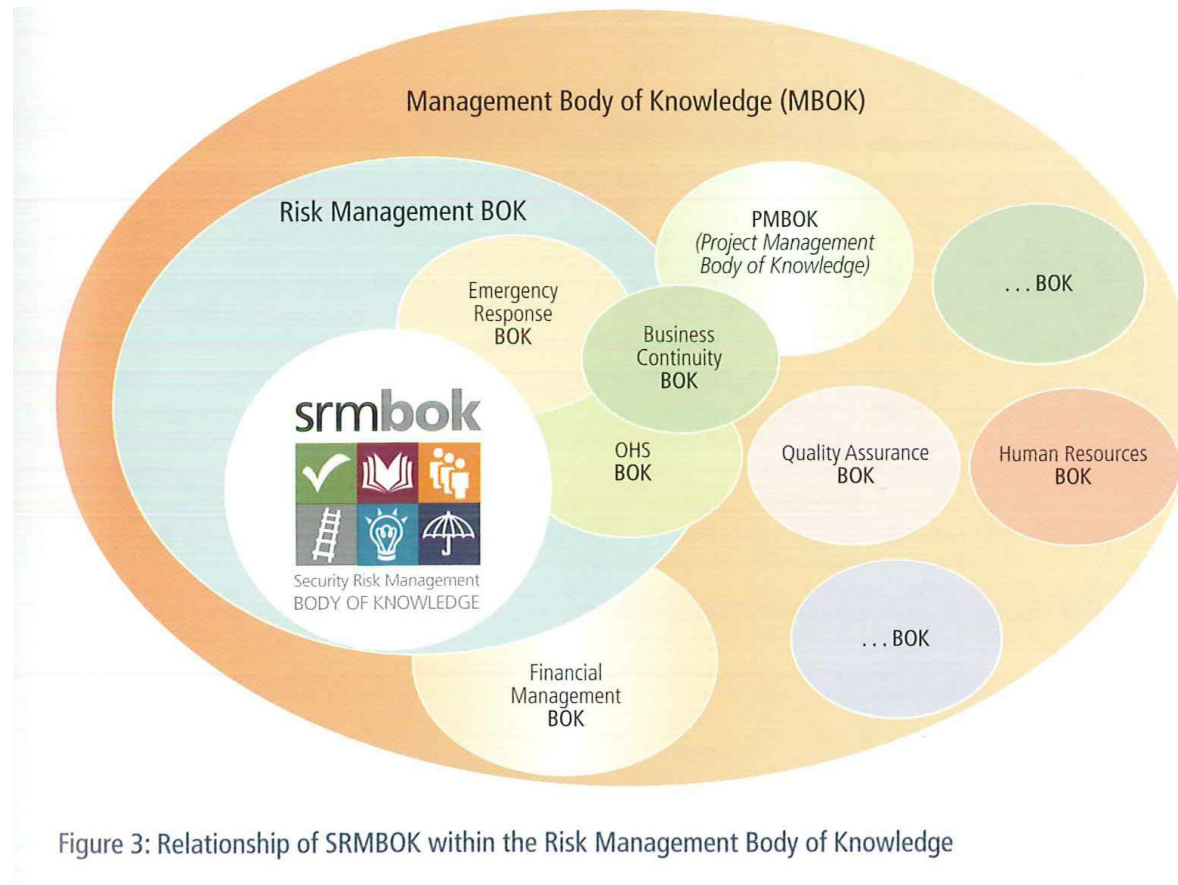 Management Body of Knowledge (MBOK)
Risk Management BOK
PMBOK
(Project Management
Body of Knowledge)
...BOK
Emergency
Response
BOK
Business
Continuity
BOK
srmbok
OHS
BOK
Quality Assurance
BOK
Human Resources
BOK
Security Risk Management
BODY OF KNOWLEDGE
...BOK
Financial
Management
BOK
Figure 3: Relationship of SRMBOK within the Risk Management Body of Knowledge